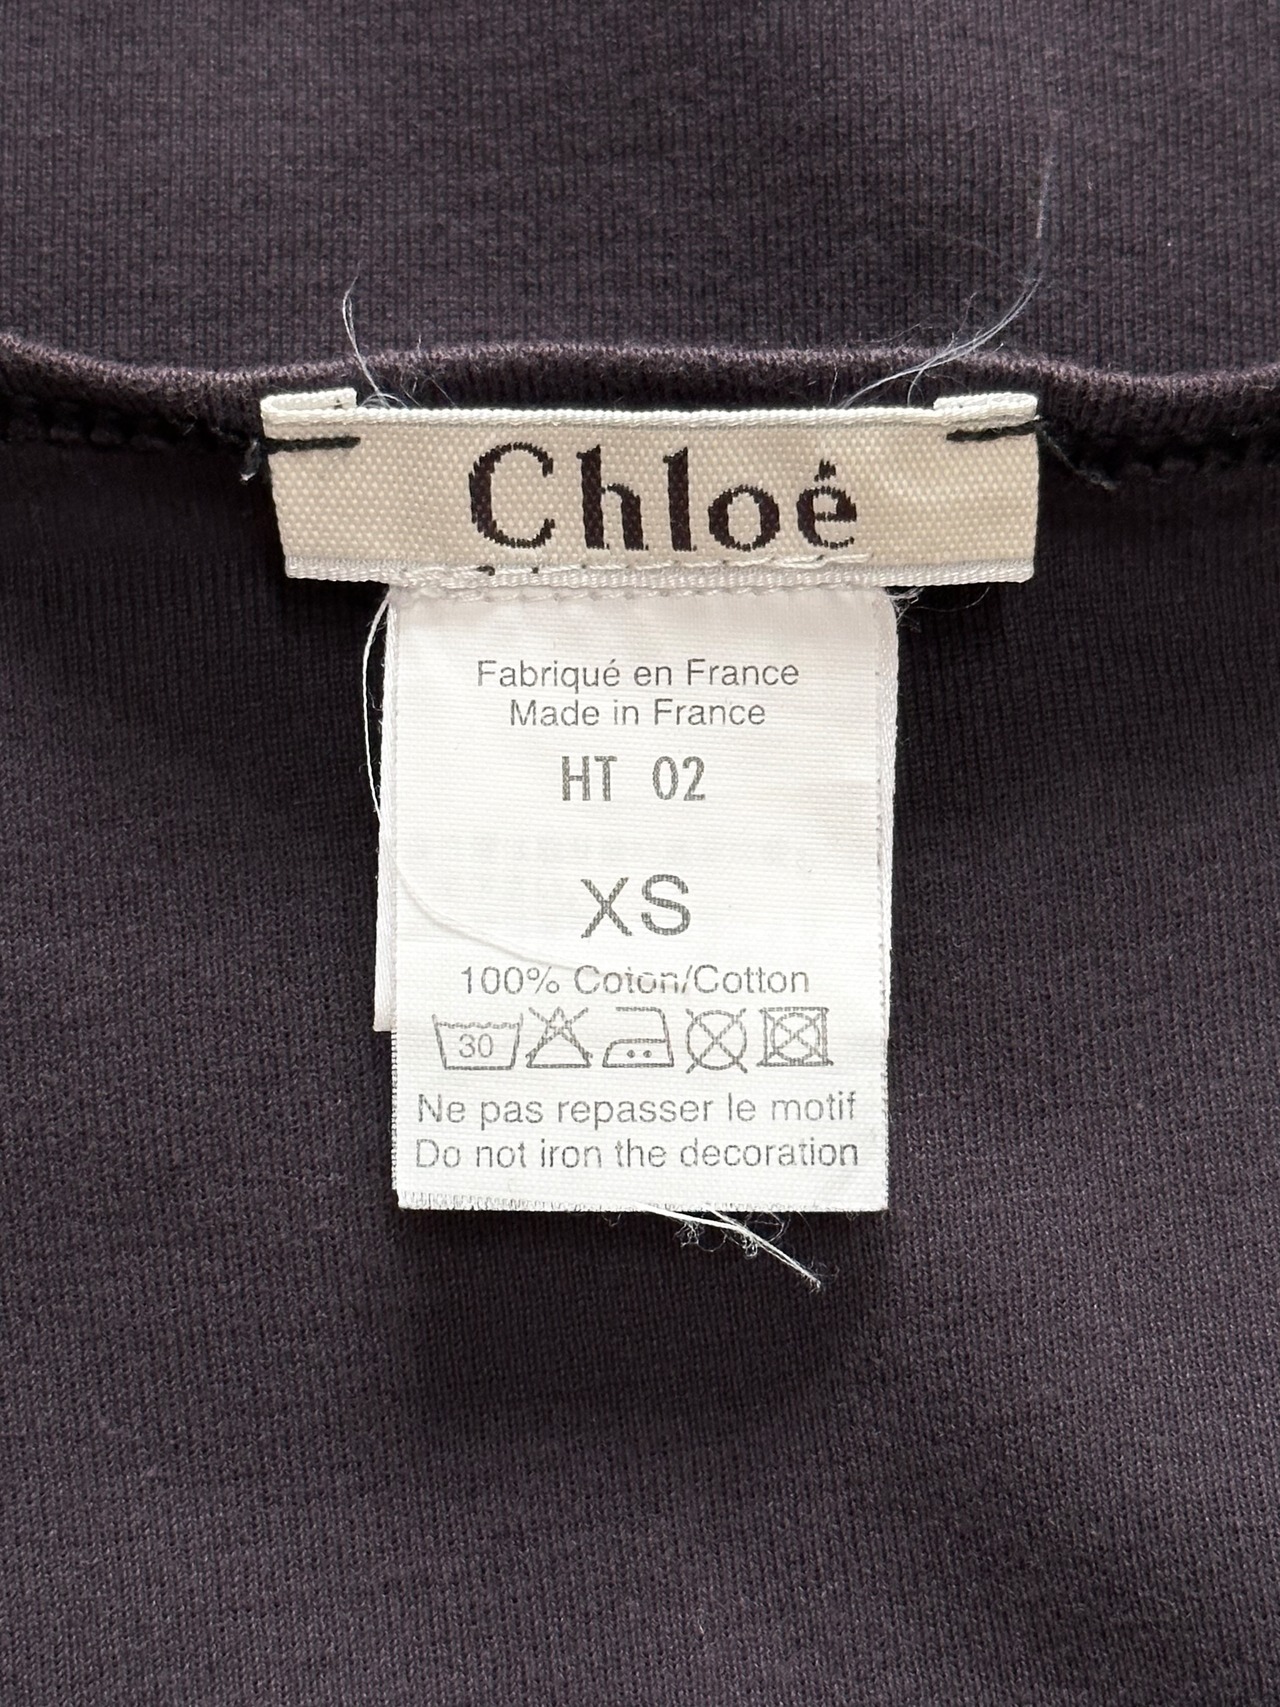 Chloé
Fabriqué en France
Made in France
HT 02
XS
100% Coton/Cotton
30
Ne pas repasser le motif
Do not iron the decoration